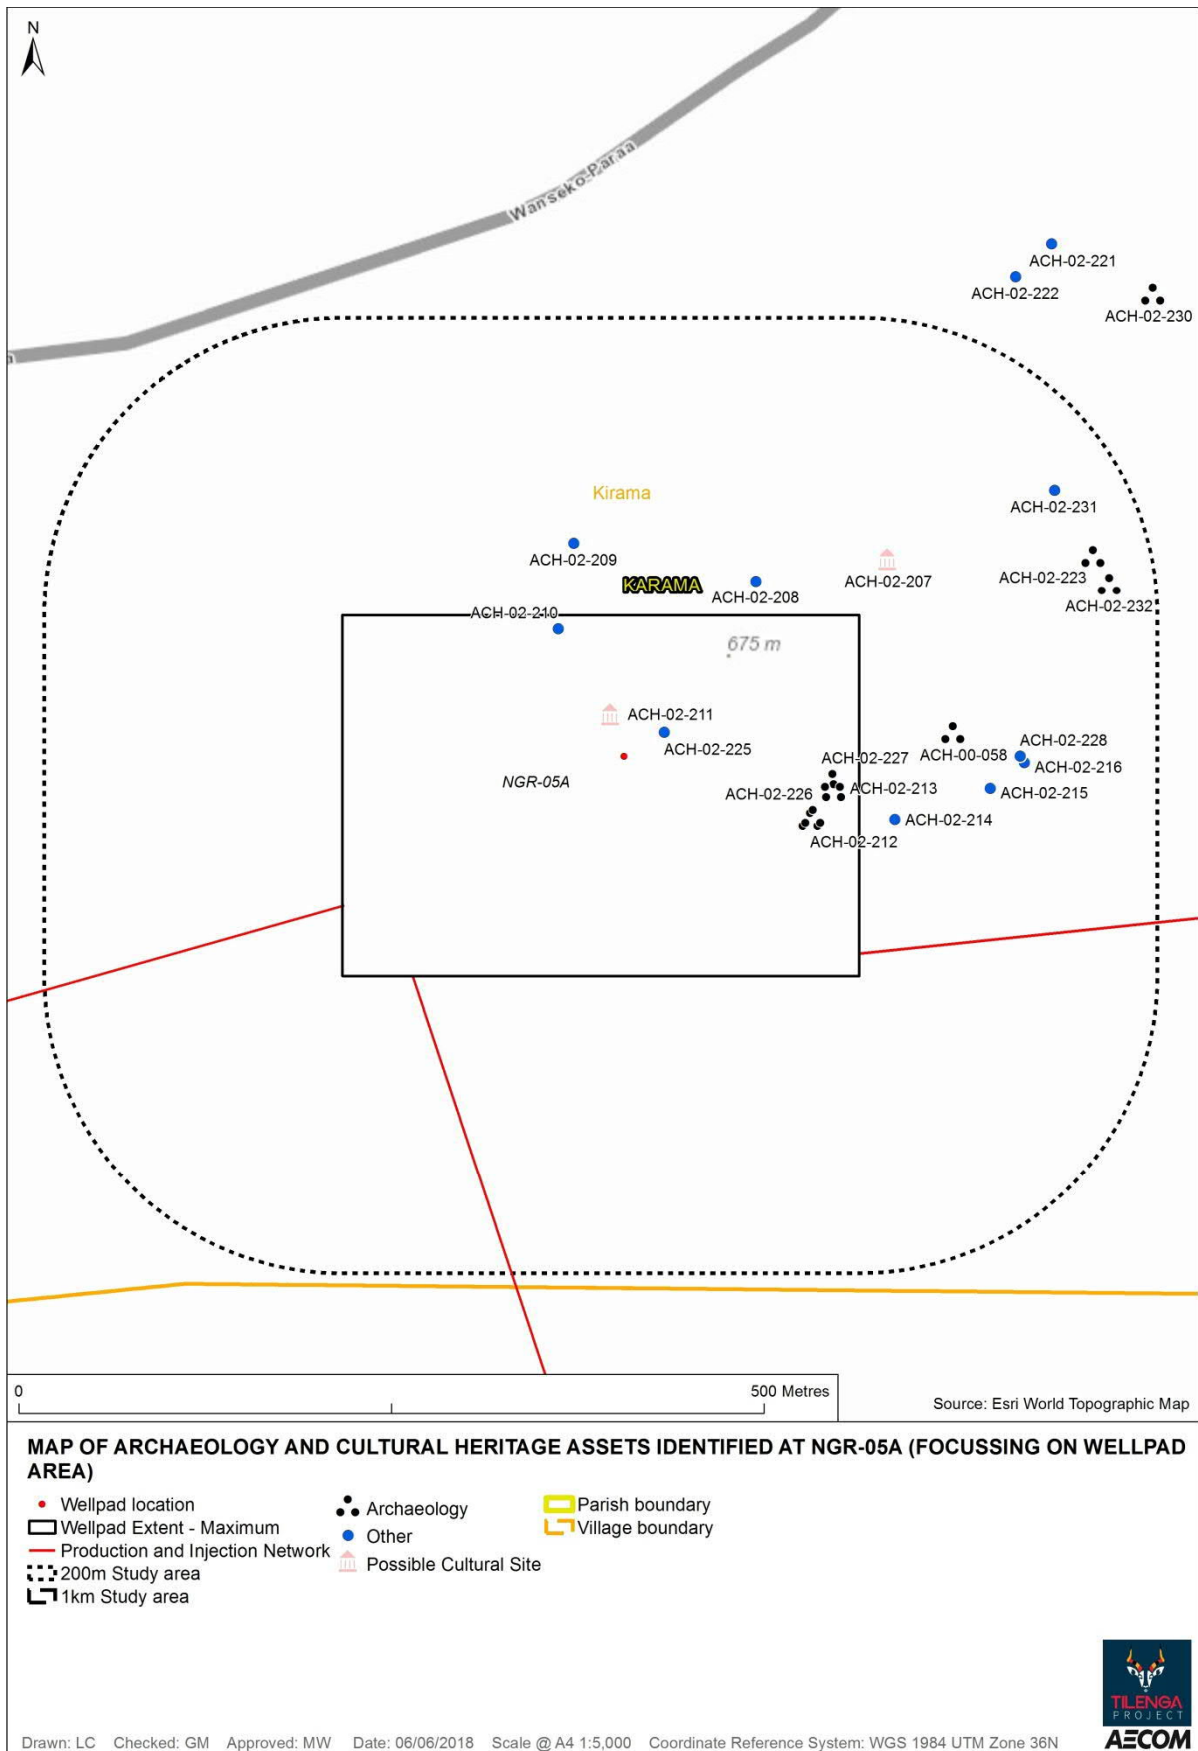 N
Wanseko-Paraa
ACH-02-221
ACH-02-222
ACH-02-230
Kirama
ACH-02-231
ACH-02-209
ACH-02-207
ACH-02-223
KARAMA
ACH-02-208
ACH-02-232
ACH-02-210
675 m
ACH-02-211
ACH-02-225
ACH-02-228
ACH-02-227
ACH-00-058
ACH-02-216
NGR-05A
ACH-02-226
ACH-02-213
ACH-02-215
ACH-02-214
ACH-02-212
0
500 Metres
Source: Esri World Topographic Map
MAP OF ARCHAEOLOGY AND CULTURAL HERITAGE ASSETS IDENTIFIED AT NGR-05A (FOCUSSING ON WELLPAD
AREA)
Wellpad location
Wellpad Extent - Maximum
Production and Injection Network
200m Study area
1km Study area
Archaeology
Other
Possible Cultural Site
Parish boundary
Village boundary
TILENGA
PROJECT
AECOM
Drawn: LC Checked: GM Approved: MW Date: 06/06/2018 Scale @ A4 1:5,000 Coordinate Reference System: WGS 1984 UTM Zone 36N